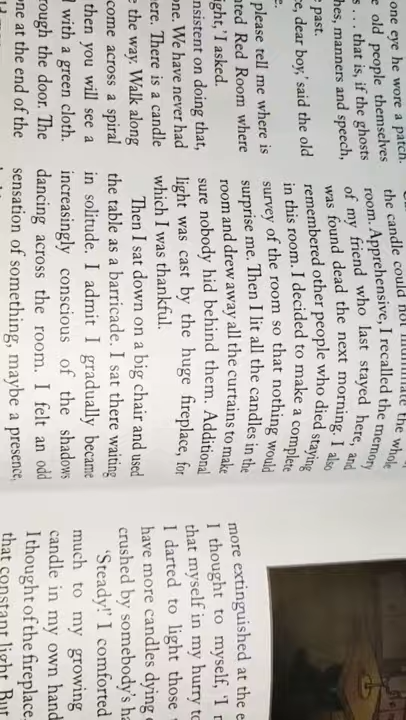 one eye he wore a patch.
e old people themselves
s . . . that is, if the ghosts
hes, manners and speech,
past.
ce, dear boy,' said the old
please tell me where is
nted Red Room where
ight,' I asked.
nsistent on doing that,
one. We have never had
ere. There is a candle
the way. Walk along
come across a spiral
then you will see a
with a green cloth.
rough the door. The
one at the end of the
the candle could not illuminate the whole
room. Apprehensive, I recalled the memory
of my friend who last stayed here, and
was found dead the next morning. I also
remembered other people who died staying
in this room. I decided to make a complete
survey of the room so that nothing would
surprise me. Then I lit all the candles in the
room and drew away all the curtains to make
sure nobody hid behind them. Additional
light was cast by the huge fireplace, for
which I was thankful.
Then I sat down on a big chair and used
the table as a barricade. I sat there waiting
in solitude. I admit I gradually became
increasingly conscious of the shadows
dancing across the room. I felt an odd
sensation of something, maybe a presence,
more extinguished at the e
I thought to myself, 'I
that myself in my hurry to
I darted to light those
have more candles dying
crushed by somebody's ha
'Steady!' I comforted
much to my growing
candle in my own hand
I thought of the fireplace,
that constant light. But